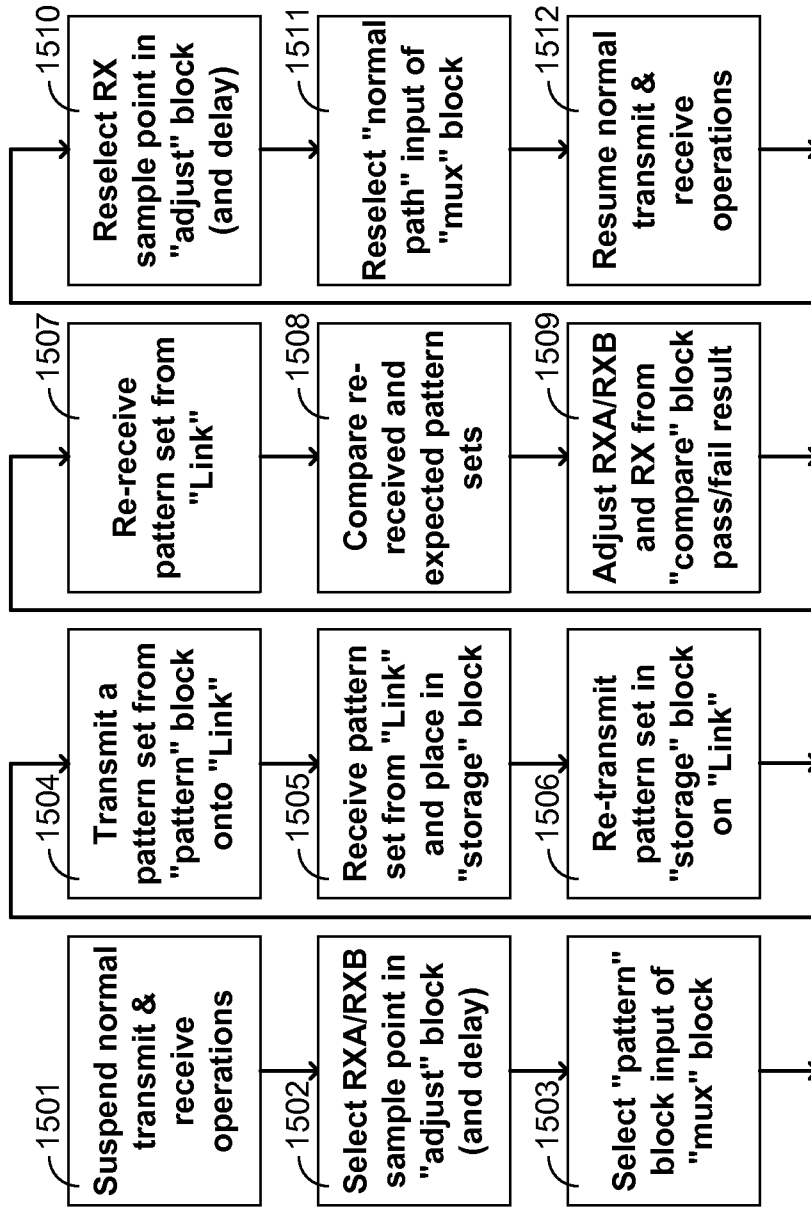 1501
Suspend normal
transmit &
receive
operations
1502
Select RXA/RXB
sample point in
"adjust" block
(and delay)
1503
Select "pattern"
block input of
"mux" block
1504
Transmit a
pattern set from
"pattern" block
onto "Link"
1505
Receive pattern
set from "Link"
and place in
"storage" block
1506
Re-transmit
pattern set in
"storage" block
on "Link"
1507
Re-receive
pattern set from
"Link"
1508
Compare re-
received and
expected pattern
sets
1509
Adjust RXA/RXB
and RX from
"compare" block
pass/fail result
1510
Reselect RX
sample point in
"adjust" block
(and delay)
1511
Reselect "normal
path" input of
"mux" block
1512
Resume normal
transmit &
receive
operations